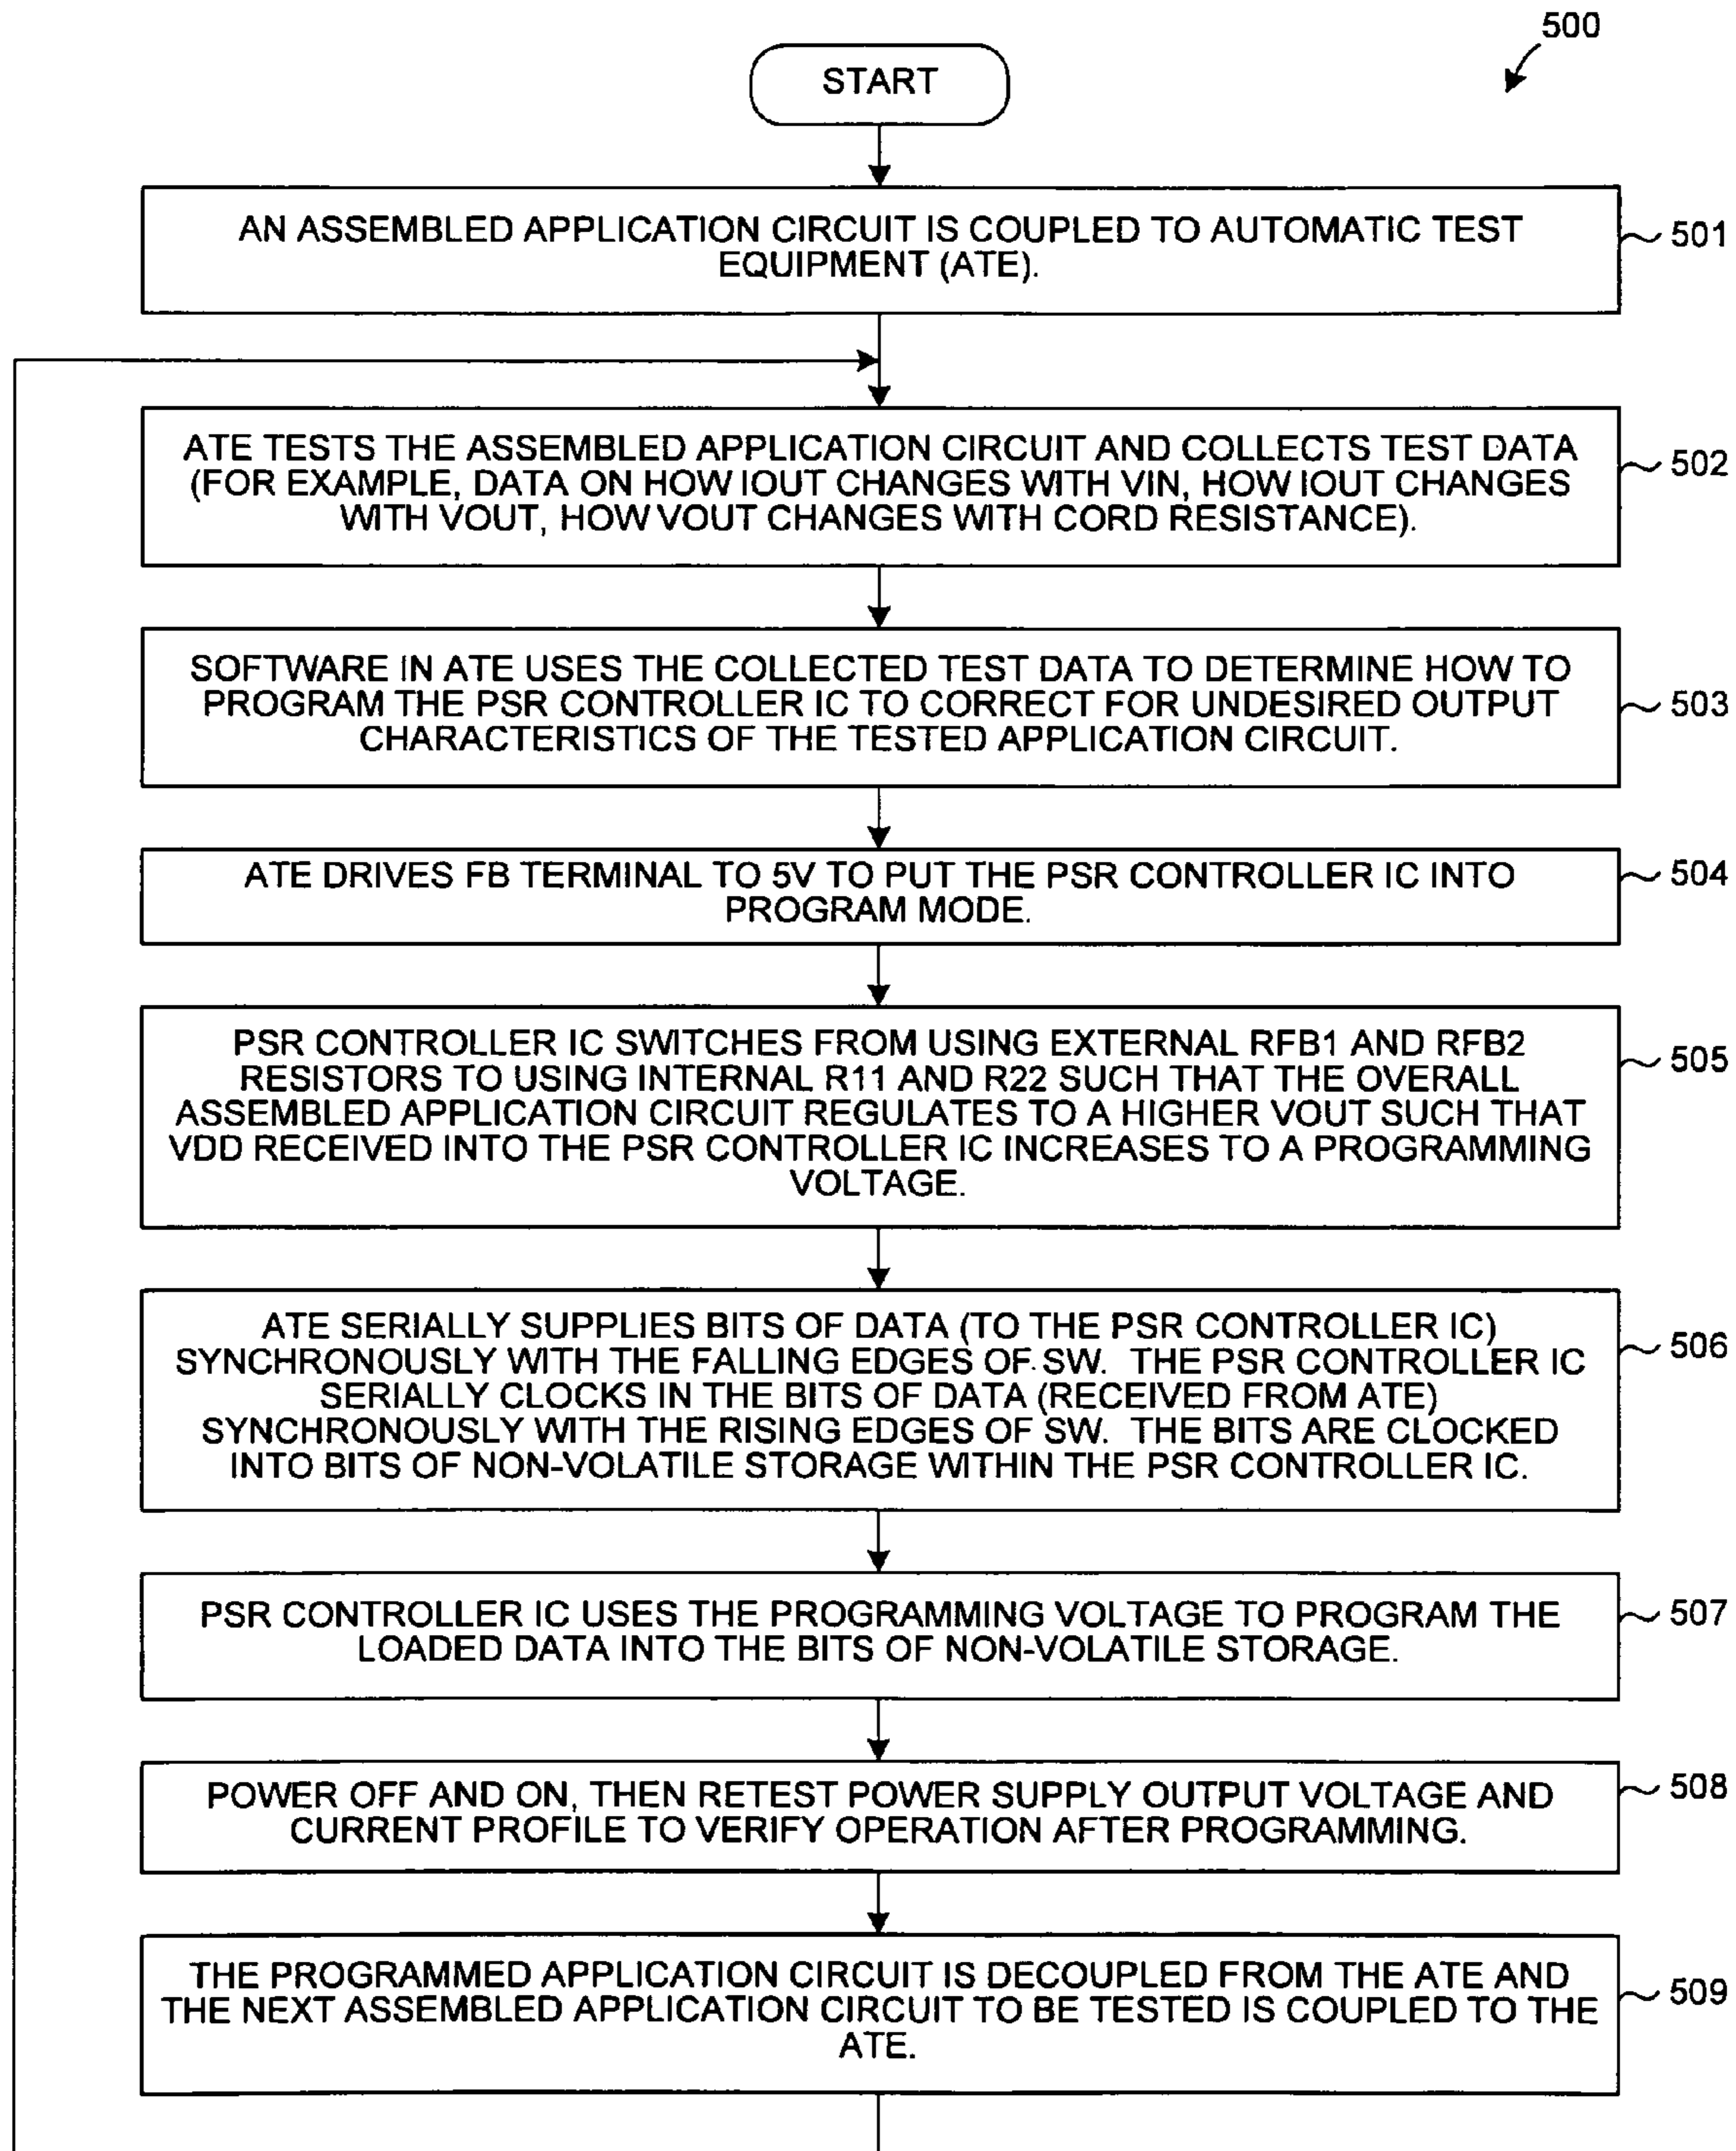 500
START
AN ASSEMBLED APPLICATION CIRCUIT IS COUPLED TO AUTOMATIC TEST
EQUIPMENT (ATE).
501
ATE TESTS THE ASSEMBLED APPLICATION CIRCUIT AND COLLECTS TEST DATA
(FOR EXAMPLE, DATA ON HOW IOUT CHANGES WITH VIN, HOW IOUT CHANGES
WITH VOUT, HOW VOUT CHANGES WITH CORD RESISTANCE).
502
SOFTWARE IN ATE USES THE COLLECTED TEST DATA TO DETERMINE HOW TO
PROGRAM THE PSR CONTROLLER IC TO CORRECT FOR UNDESIRED OUTPUT
CHARACTERISTICS OF THE TESTED APPLICATION CIRCUIT.
503
ATE DRIVES FB TERMINAL TO 5V TO PUT THE PSR CONTROLLER IC INTO
PROGRAM MODE.
504
PSR CONTROLLER IC SWITCHES FROM USING EXTERNAL RFB1 AND RFB2
RESISTORS TO USING INTERNAL R11 AND R22 SUCH THAT THE OVERALL
ASSEMBLED APPLICATION CIRCUIT REGULATES TO A HIGHER VOUT SUCH THAT
VDD RECEIVED INTO THE PSR CONTROLLER IC INCREASES TO A PROGRAMMING
VOLTAGE.
505
ATE SERIALLY SUPPLIES BITS OF DATA (TO THE PSR CONTROLLER IC)
SYNCHRONOUSLY WITH THE FALLING EDGES OF SW. THE PSR CONTROLLER IC
SERIALLY CLOCKS IN THE BITS OF DATA (RECEIVED FROM ATE)
SYNCHRONOUSLY WITH THE RISING EDGES OF SW. THE BITS ARE CLOCKED
INTO BITS OF NON-VOLATILE STORAGE WITHIN THE PSR CONTROLLER IC.
506
PSR CONTROLLER IC USES THE PROGRAMMING VOLTAGE TO PROGRAM THE
LOADED DATA INTO THE BITS OF NON-VOLATILE STORAGE.
507
POWER OFF AND ON, THEN RETEST POWER SUPPLY OUTPUT VOLTAGE AND
CURRENT PROFILE TO VERIFY OPERATION AFTER PROGRAMMING.
508
THE PROGRAMMED APPLICATION CIRCUIT IS DECOUPLED FROM THE ATE AND
THE NEXT ASSEMBLED APPLICATION CIRCUIT TO BE TESTED IS COUPLED TO THE
ATE.
509